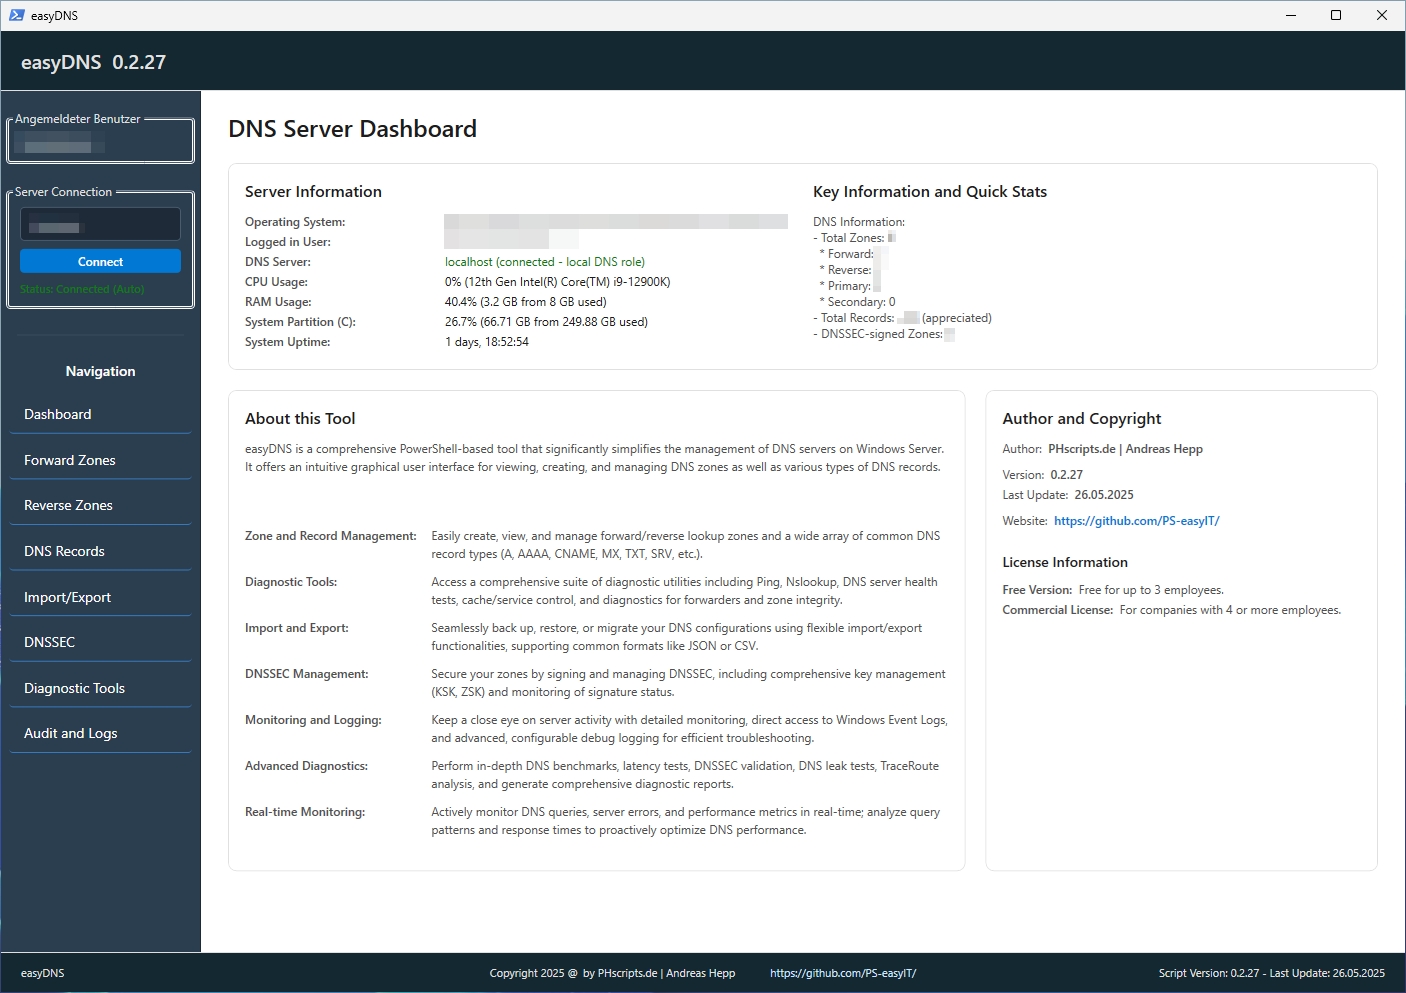 easyDNS
easyDNS 0.2.27
Angemeldeter Benutzer
Server Connection
Connect
Status: Connected (Auto)
Navigation
Dashboard
Forward Zones
Reverse Zones
DNS Records
Import/Export
DNSSEC
Diagnostic Tools
Audit and Logs
DNS Server Dashboard
Server Information
Operating System:
Logged in User:
DNS Server: localhost (connected - local DNS role)
CPU Usage: 0% (12th Gen Intel(R) Core(TM) i9-12900K)
RAM Usage: 40.4% (3.2 GB from 8 GB used)
System Partition (C): 26.7% (66.71 GB from 249.88 GB used)
System Uptime: 1 days, 18:52:54
Key Information and Quick Stats
DNS Information:
- Total Zones:
* Forward:
* Reverse:
* Primary:
* Secondary: 0
- Total Records: (appreciated)
- DNSSEC-signed Zones:
About this Tool
easyDNS is a comprehensive PowerShell-based tool that significantly simplifies the management of DNS servers on Windows Server.
It offers an intuitive graphical user interface for viewing, creating, and managing DNS zones as well as various types of DNS records.
Zone and Record Management: Easily create, view, and manage forward/reverse lookup zones and a wide array of common DNS
record types (A, AAAA, CNAME, MX, TXT, SRV, etc.).
Diagnostic Tools: Access a comprehensive suite of diagnostic utilities including Ping, Nslookup, DNS server health
tests, cache/service control, and diagnostics for forwarders and zone integrity.
Import and Export: Seamlessly back up, restore, or migrate your DNS configurations using flexible import/export
functionalities, supporting common formats like JSON or CSV.
DNSSEC Management: Secure your zones by signing and managing DNSSEC, including comprehensive key management
(KSK, ZSK) and monitoring of signature status.
Monitoring and Logging: Keep a close eye on server activity with detailed monitoring, direct access to Windows Event Logs,
and advanced, configurable debug logging for efficient troubleshooting.
Advanced Diagnostics: Perform in-depth DNS benchmarks, latency tests, DNSSEC validation, DNS leak tests, TraceRoute
analysis, and generate comprehensive diagnostic reports.
Real-time Monitoring: Actively monitor DNS queries, server errors, and performance metrics in real-time; analyze query
patterns and response times to proactively optimize DNS performance.
Author and Copyright
Author: PHscripts.de | Andreas Hepp
Version: 0.2.27
Last Update: 26.05.2025
Website: https://github.com/PS-easyIT/
License Information
Free Version: Free for up to 3 employees.
Commercial License: For companies with 4 or more employees.
easyDNS
Copyright 2025 @ by PHscripts.de | Andreas Hepp
https://github.com/PS-easyIT/
Script Version: 0.2.27 - Last Update: 26.05.2025